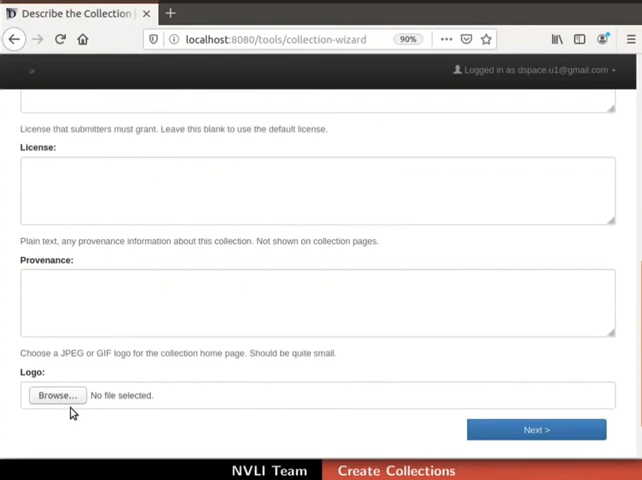 Describe the Collection
localhost:8080/tools/collection-wizard
90%
Logged in as dspace.u1@gmail.com
License that submitters must grant. Leave this blank to use the default license.
License:
Plain text, any provenance information about this collection. Not shown on collection pages.
Provenance:
Choose a JPEG or GIF logo for the collection home page. Should be quite small.
Logo:
Browse... No file selected.
Next >
NVLI Team Create Collections